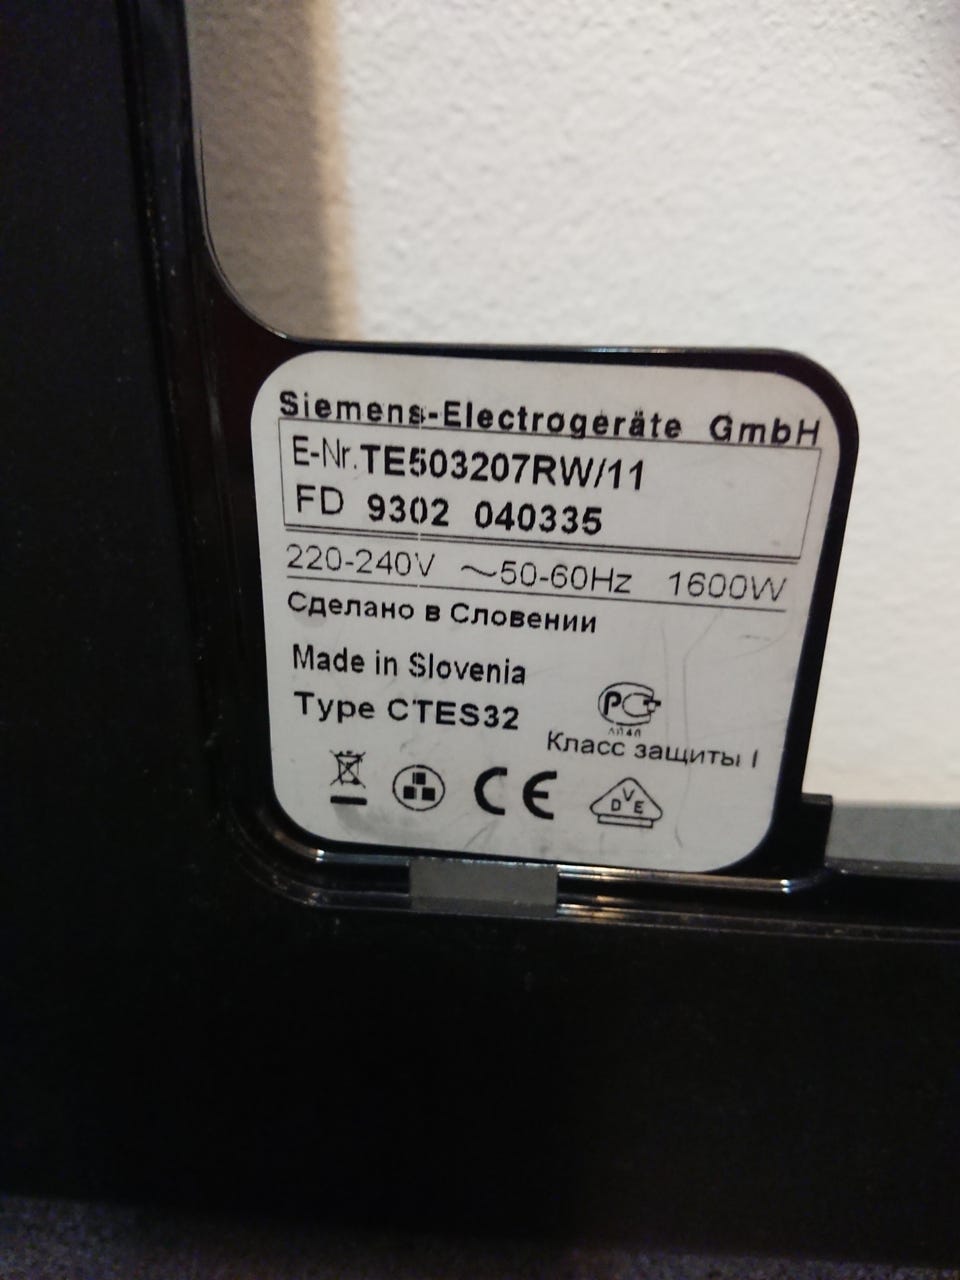 Siemens-Electrogeräte GmbH
E-Nr. TE503207RW/11
FD 9302 040335
220-240V ~50-60Hz 1600W
Сделано в Словении
Made in Slovenia
Type CTES32
Класс защиты I
CE
DVE